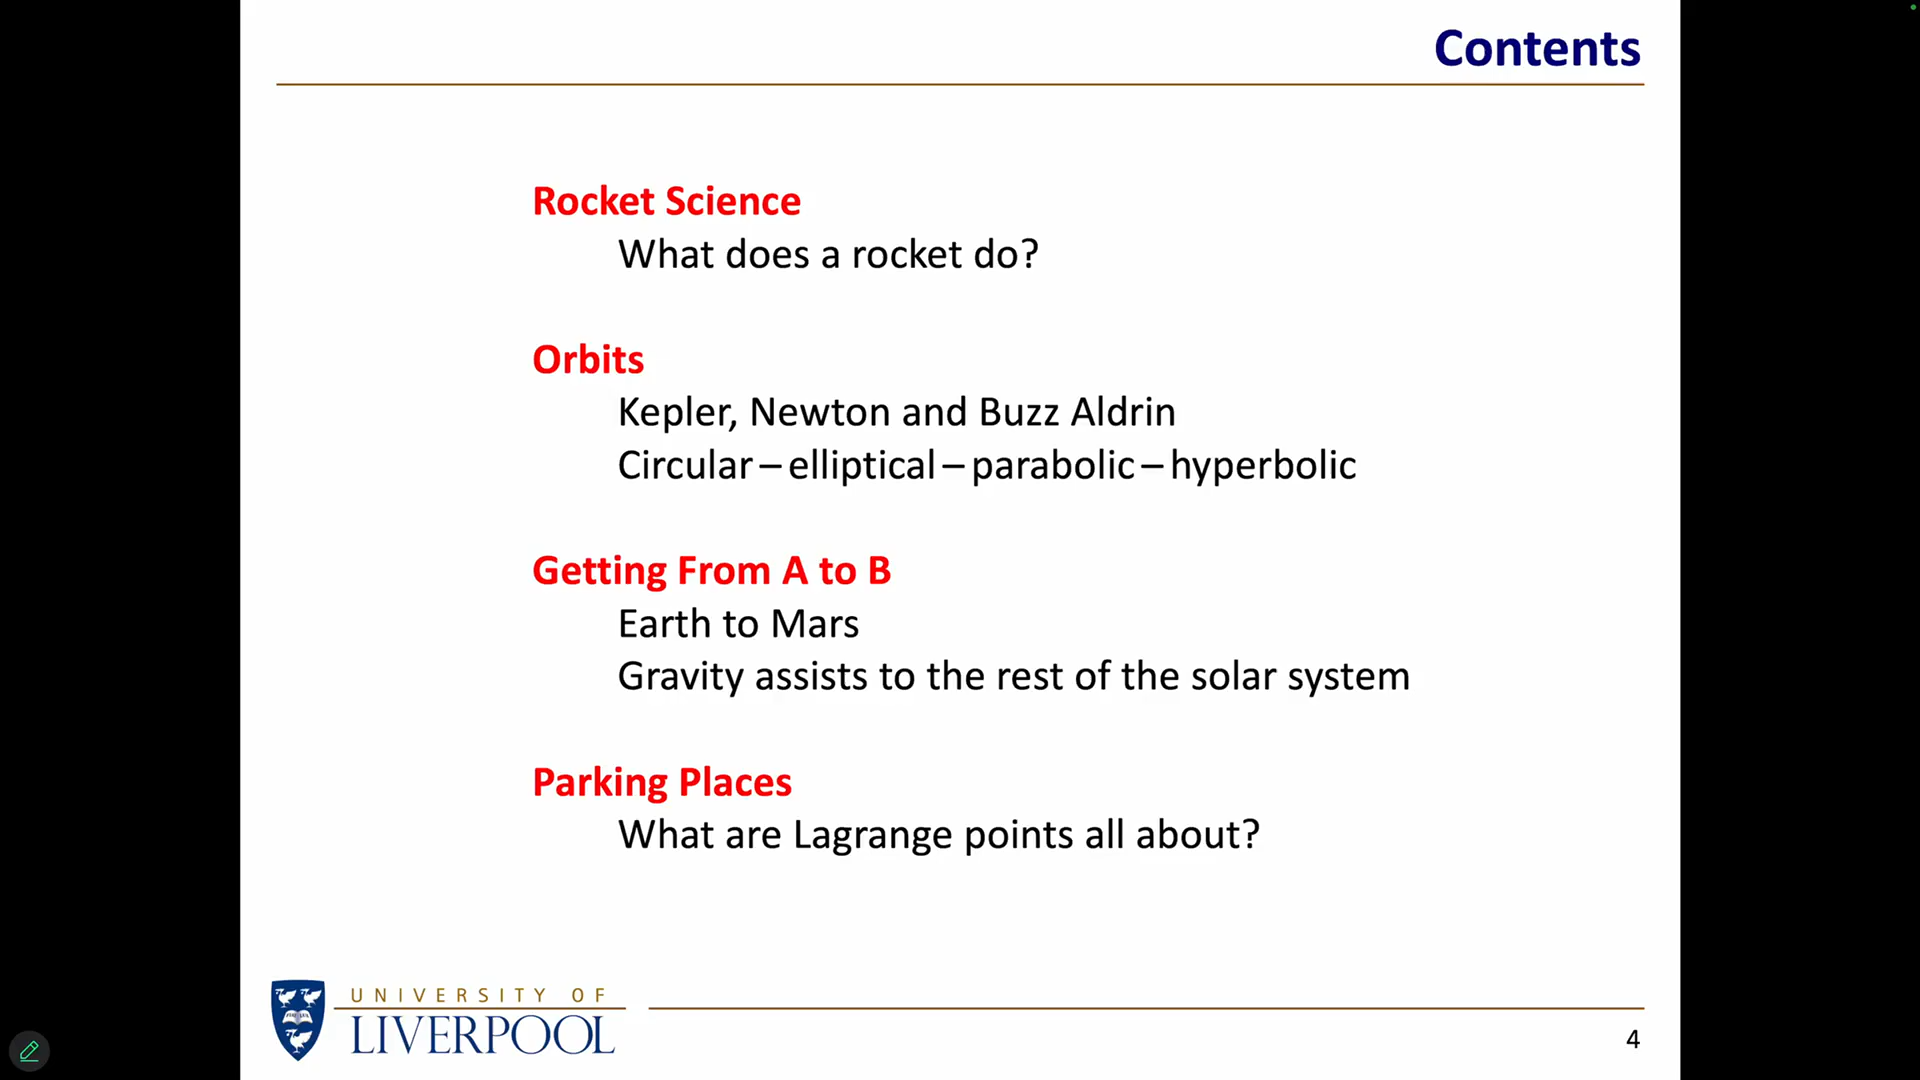 Contents
Rocket Science
What does a rocket do?
Orbits
Kepler, Newton and Buzz Aldrin
Circular – elliptical – parabolic – hyperbolic
Getting From A to B
Earth to Mars
Gravity assists to the rest of the solar system
Parking Places
What are Lagrange points all about?
UNIVERSITY OF
LIVERPOOL
4